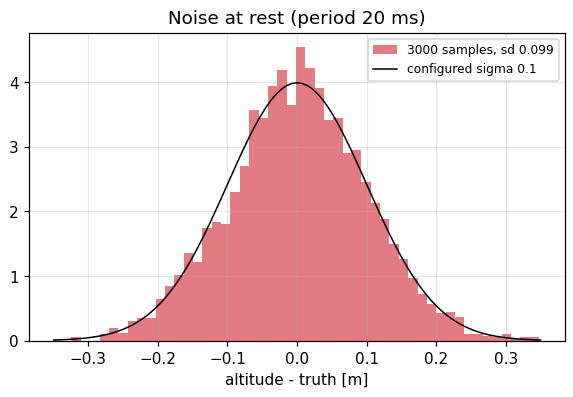 Noise at rest (period 20 ms)
3000 samples, sd 0.099
configured sigma 0.1
4
3
2
1
0
−0.3 −0.2 −0.1 0.0 0.1 0.2 0.3
altitude - truth [m]